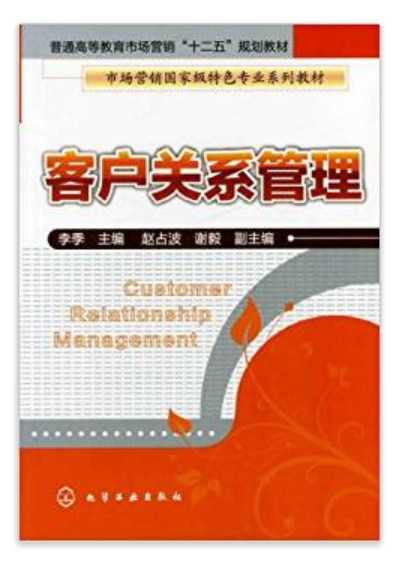 普通高等教育市场营销“十二五”规划教材
市场营销国家级特色专业系列教材
客户关系管理
李季 主编 赵占波 谢毅 副主编
Customer
Relationship
Management
化学工业出版社